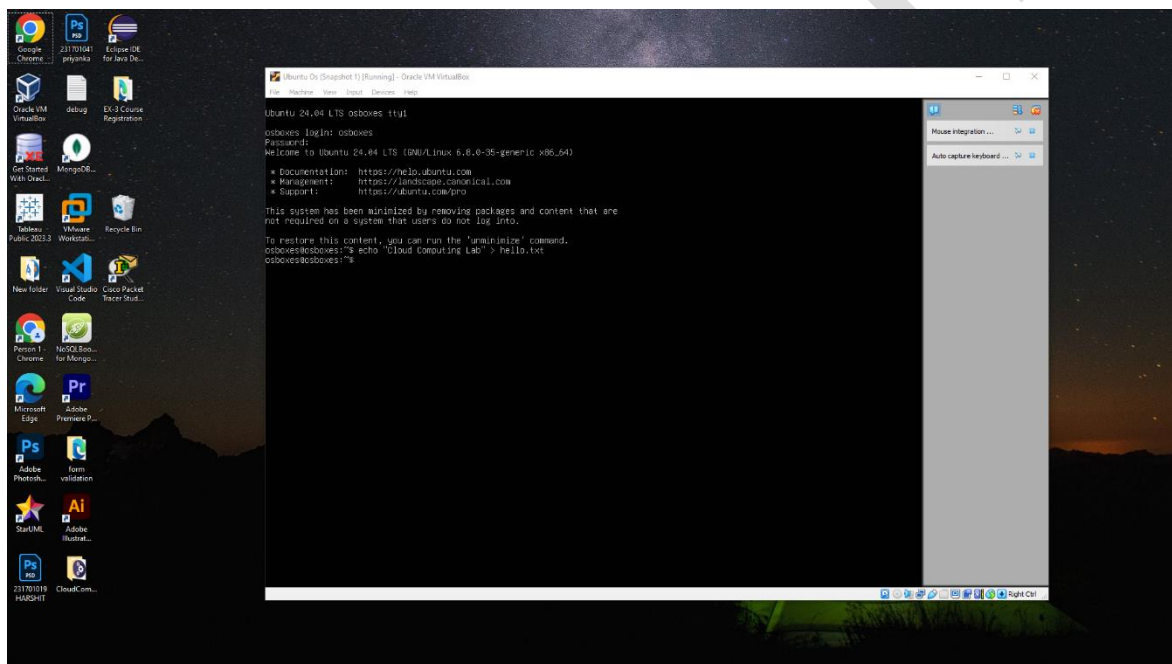 Google Chrome
Ps
PSD
231701041 priyanka
Eclipse IDE for Java De...
Oracle VM VirtualBox
debug
EX-3 Course Registration
XE
Get Started With Oracl...
MongoDB...
Tableau Public 2023.3
VMware Workstati...
Recycle Bin
New folder
Visual Studio Code
Cisco Packet Tracer Stud...
Person 1 - Chrome
NoSQLBoo... for Mongo...
Microsoft Edge
Pr
Adobe Premiere P...
Ps
Adobe Photosh...
form validation
StarUML
Ai
Adobe Illustrat...
Ps
PSD
231701019 HARSHIT
CloudCom...
Ubuntu Os (Snapshot 1) [Running] - Oracle VM VirtualBox
File Machine View Input Devices Help
Ubuntu 24.04 LTS osboxes tty1
osboxes login: osboxes
Password:
Welcome to Ubuntu 24.04 LTS (GNU/Linux 6.8.0-35-generic x86_64)
* Documentation: https://help.ubuntu.com
* Management: https://landscape.canonical.com
* Support: https://ubuntu.com/pro
This system has been minimized by removing packages and content that are
not required on a system that users do not log into.
To restore this content, you can run the 'unminimize' command.
osboxes@osboxes:~$ echo "Cloud Computing Lab" > hello.txt
osboxes@osboxes:~$
Mouse integration ...
Auto capture keyboard ...
Right Ctrl